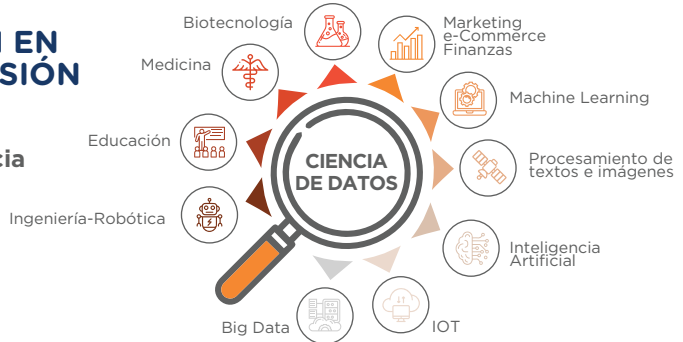 EN
SIÓN
cia
Biotecnología
Marketing
e-Commerce
Finanzas
Medicina
Machine Learning
Educación
Procesamiento de
textos e imágenes
CIENCIA
DE DATOS
Ingeniería-Robótica
Inteligencia
Artificial
Big Data
IOT